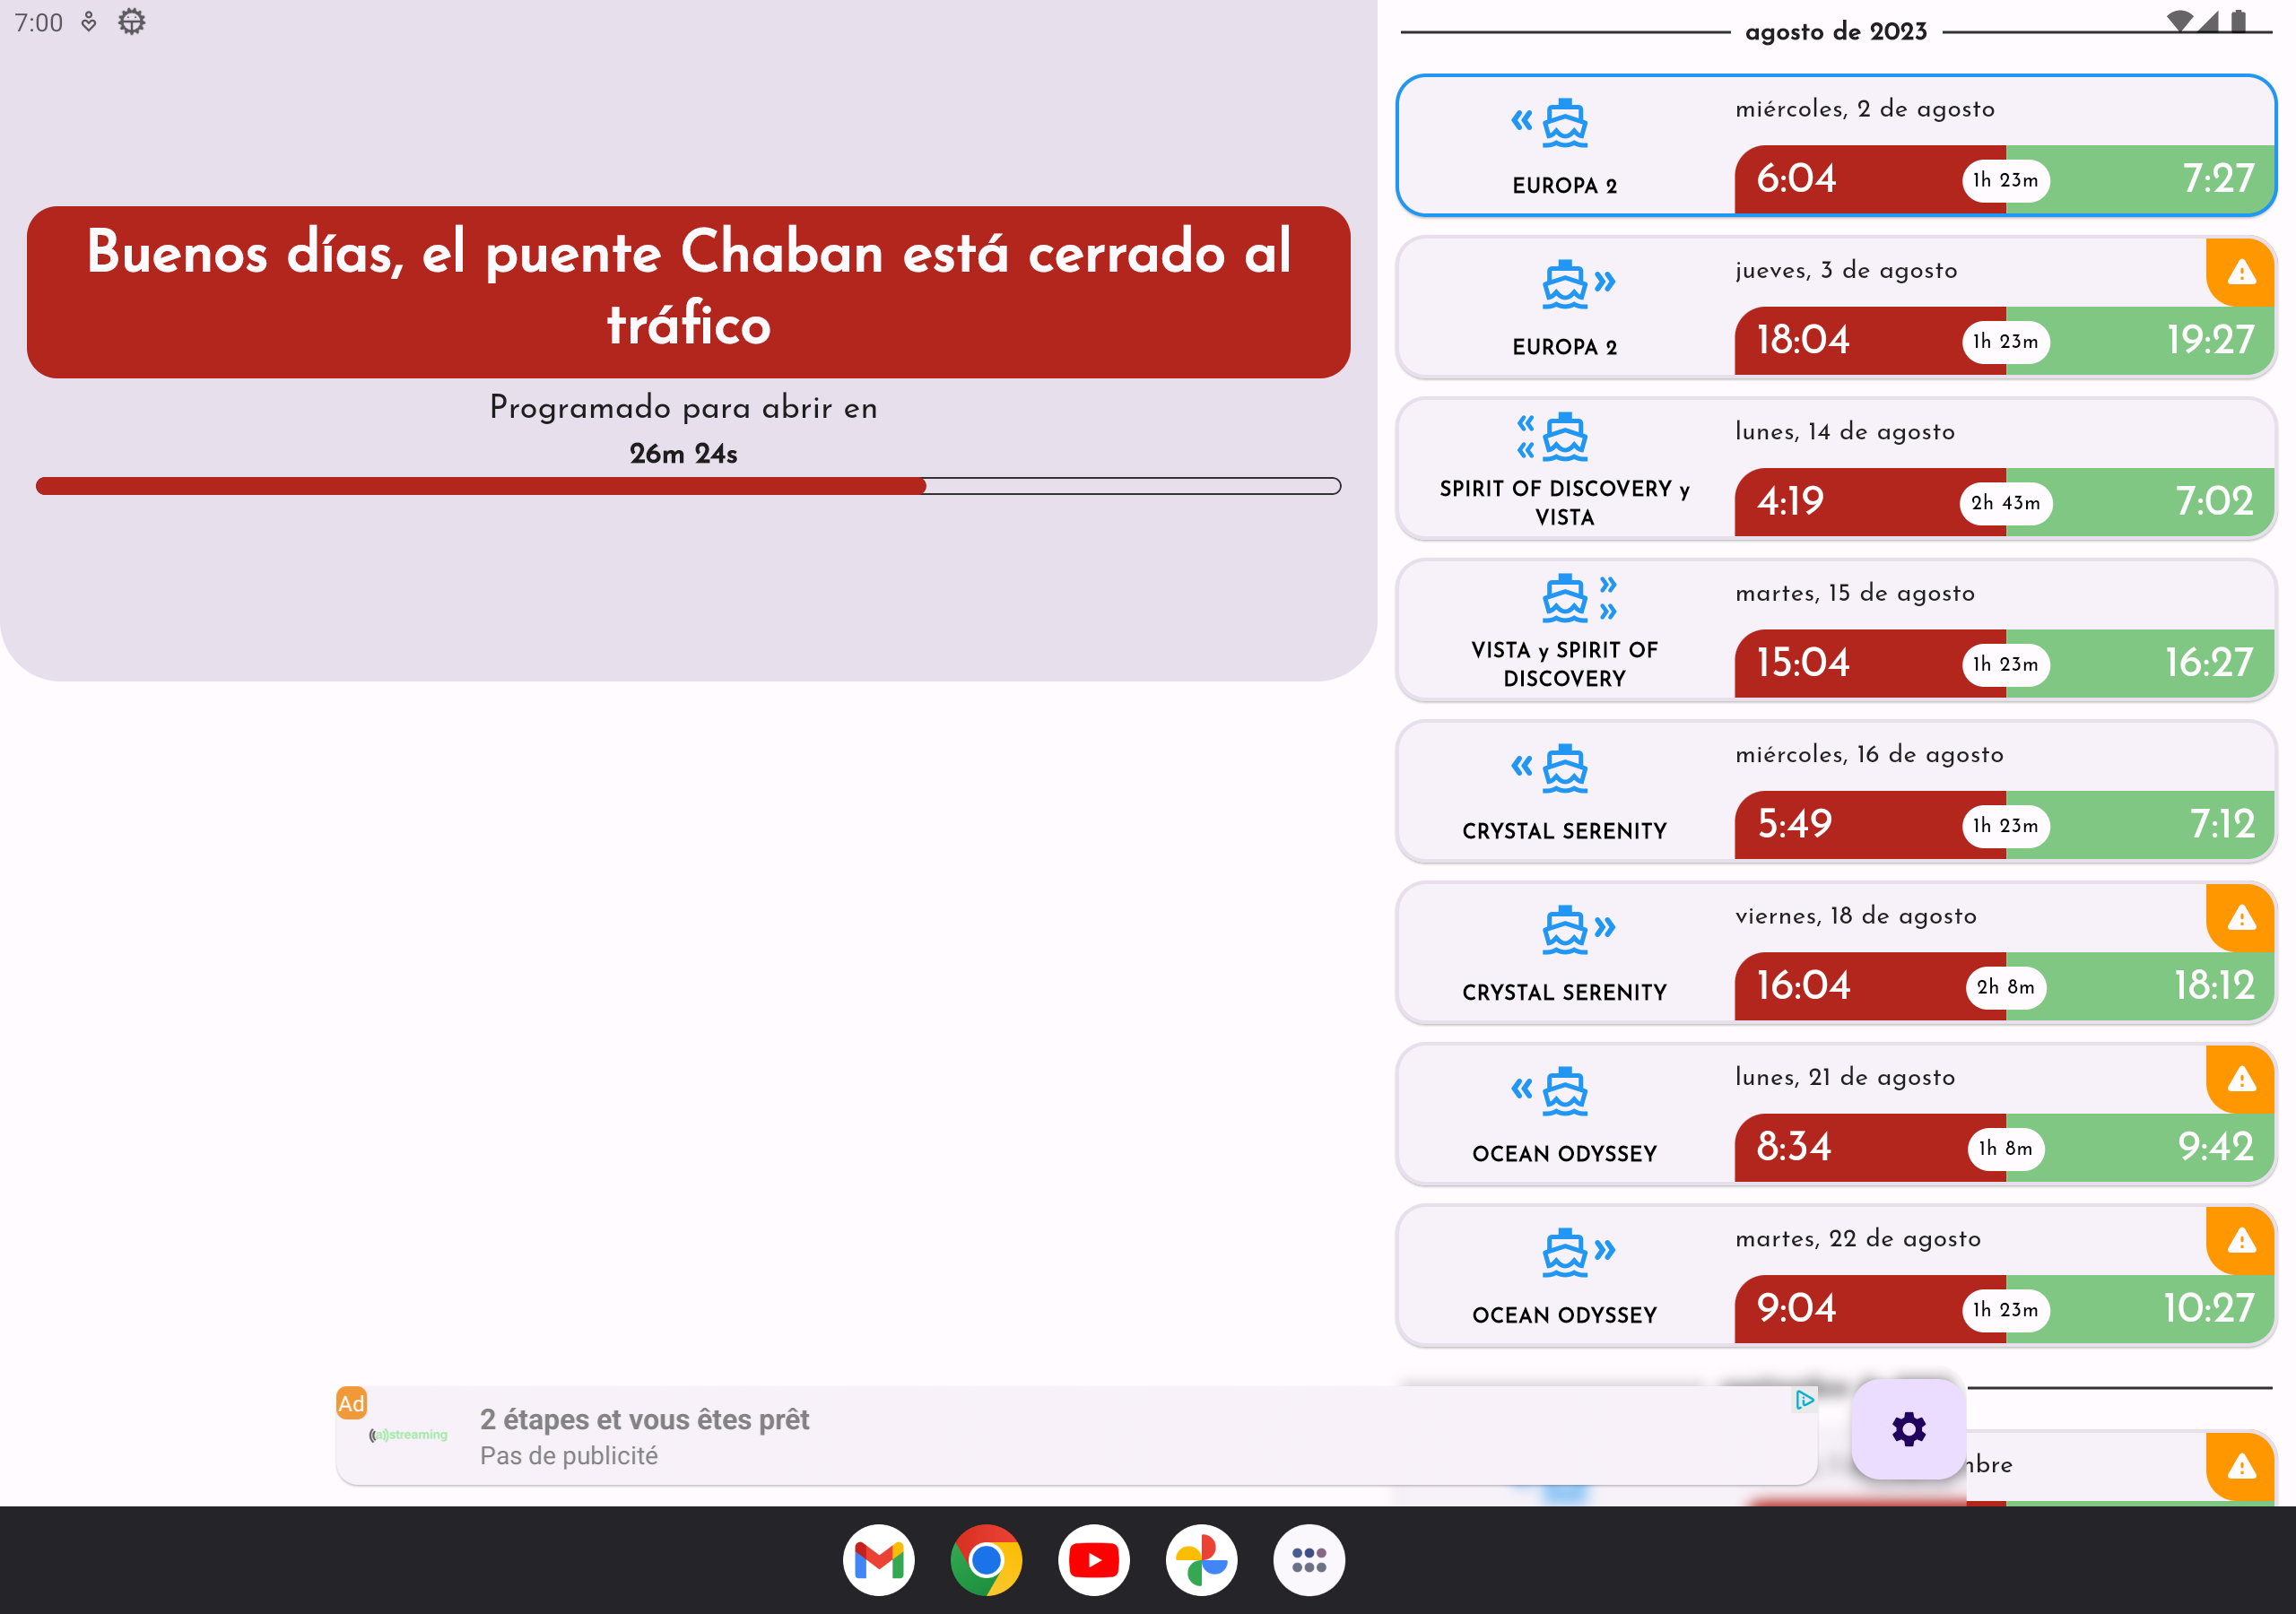 7:00
Buenos días, el puente Chaban está cerrado al
tráfico
Programado para abrir en
26m 24s
agosto de 2023
miércoles, 2 de agosto
EUROPA 2
6:04 1h 23m 7:27
jueves, 3 de agosto
EUROPA 2
18:04 1h 23m 19:27
lunes, 14 de agosto
SPIRIT OF DISCOVERY y
VISTA
4:19 2h 43m 7:02
martes, 15 de agosto
VISTA y SPIRIT OF
DISCOVERY
15:04 1h 23m 16:27
miércoles, 16 de agosto
CRYSTAL SERENITY
5:49 1h 23m 7:12
viernes, 18 de agosto
CRYSTAL SERENITY
16:04 2h 8m 18:12
lunes, 21 de agosto
OCEAN ODYSSEY
8:34 1h 8m 9:42
martes, 22 de agosto
OCEAN ODYSSEY
9:04 1h 23m 10:27
Ad
((a))streaming
2 étapes et vous êtes prêt
Pas de publicité
mbre